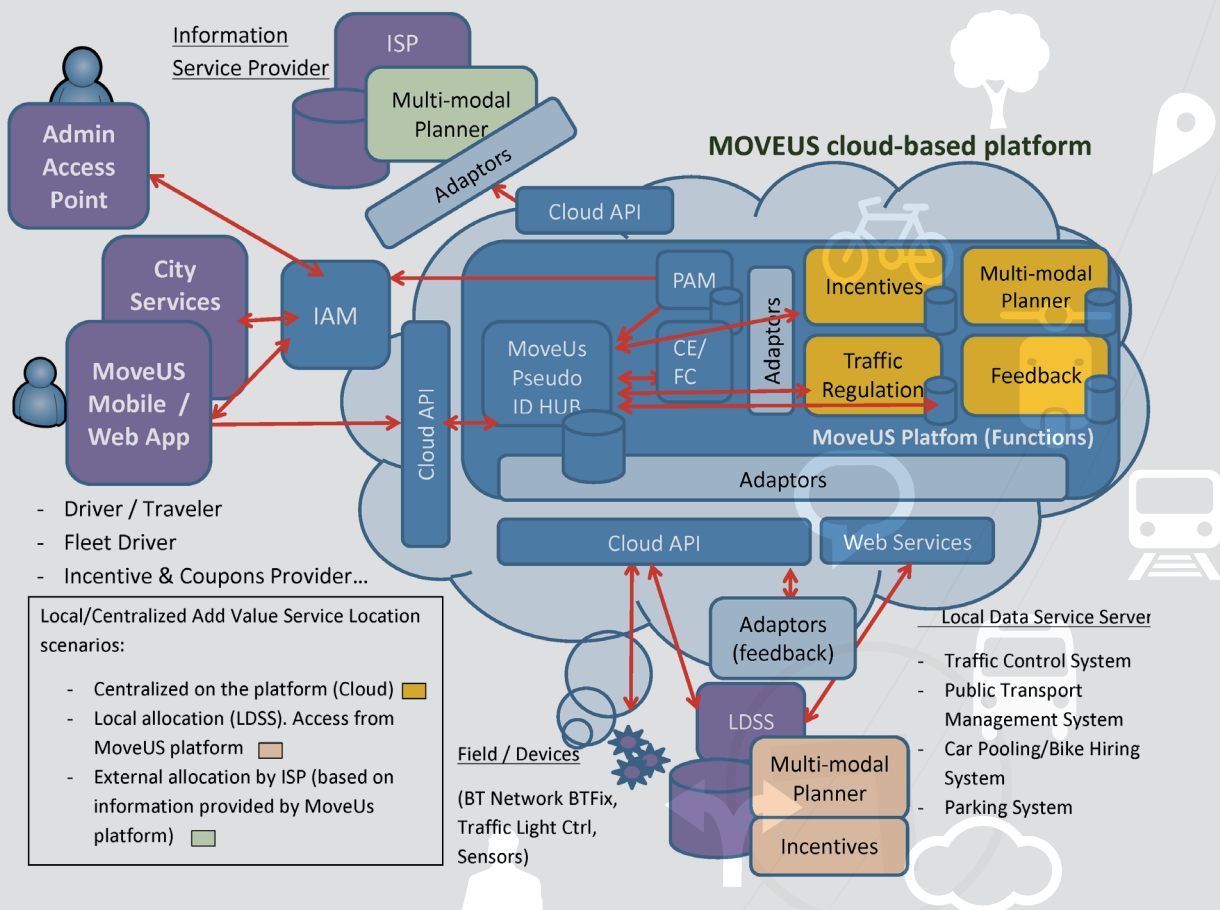 Information
Service Provider
ISP
Multi-modal
Planner
Adaptors
Admin
Access
Point
MOVEUS cloud-based platform
Cloud API
City
Services
IAM
MoveUS
Mobile /
Web App
Cloud API
PAM
MoveUs
Pseudo
ID HUB
CE/
FC
Adaptors
Incentives
Multi-modal
Planner
Traffic
Regulation
Feedback
MoveUS Platfom (Functions)
Adaptors
Cloud API
Web Services
- Driver / Traveler
- Fleet Driver
- Incentive & Coupons Provider...
Local/Centralized Add Value Service Location
scenarios:
- Centralized on the platform (Cloud)
- Local allocation (LDSS). Access from
MoveUS platform
- External allocation by ISP (based on
information provided by MoveUs
platform)
Adaptors
(feedback)
Field / Devices
(BT Network BTFix,
Traffic Light Ctrl,
Sensors)
LDSS
Multi-modal
Planner
Incentives
Local Data Service Server
- Traffic Control System
- Public Transport
Management System
- Car Pooling/Bike Hiring
System
- Parking System